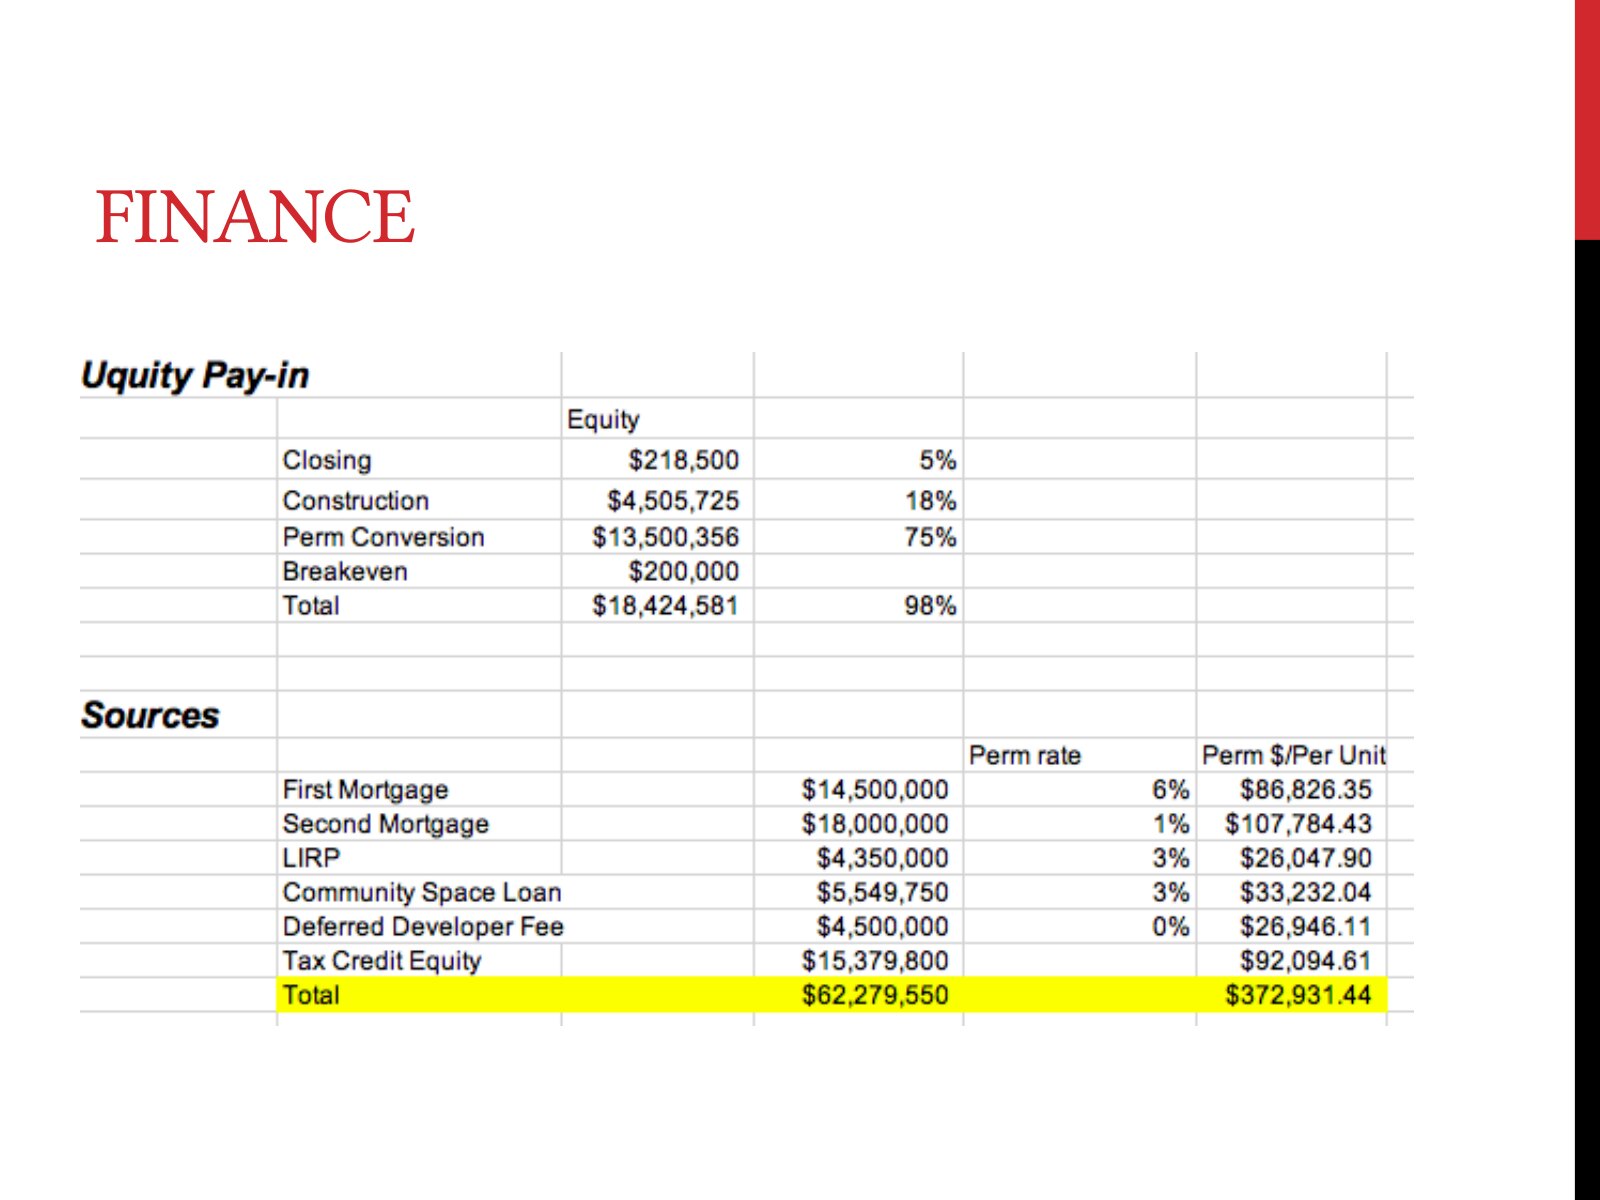 FINANCE
Uquity Pay-in
Equity
Closing $218,500 5%
Construction $4,505,725 18%
Perm Conversion $13,500,356 75%
Breakeven $200,000
Total $18,424,581 98%
Sources
Perm rate Perm $/Per Unit
First Mortgage $14,500,000 6% $86,826.35
Second Mortgage $18,000,000 1% $107,784.43
LIRP $4,350,000 3% $26,047.90
Community Space Loan $5,549,750 3% $33,232.04
Deferred Developer Fee $4,500,000 0% $26,946.11
Tax Credit Equity $15,379,800 $92,094.61
Total $62,279,550 $372,931.44